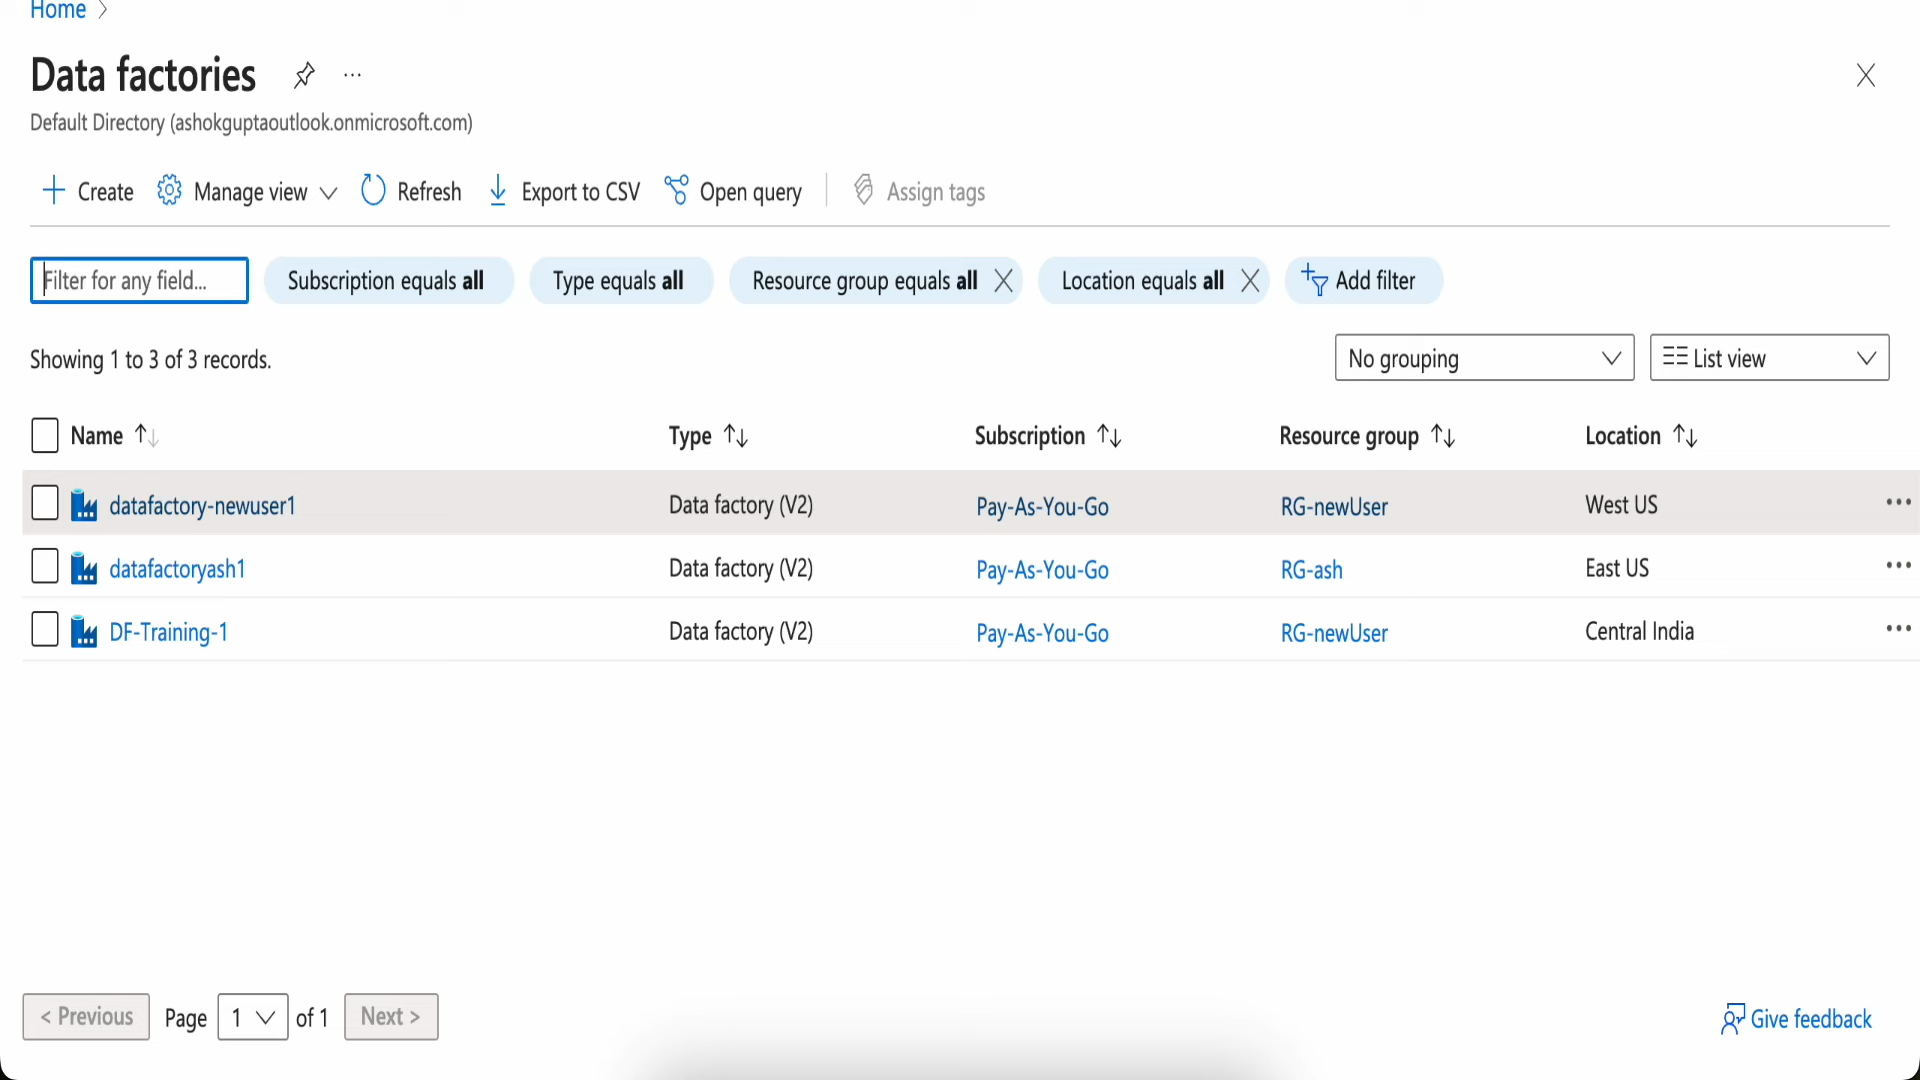 Home
Data factories
Default Directory (ashokguptaoutlook.onmicrosoft.com)
Create Manage view Refresh Export to CSV Open query Assign tags
Filter for any field... Subscription equals all Type equals all Resource group equals all Location equals all Add filter
Showing 1 to 3 of 3 records. No grouping List view
Name Type Subscription Resource group Location
datafactory-newuser1 Data factory (V2) Pay-As-You-Go RG-newUser West US
datafactoryash1 Data factory (V2) Pay-As-You-Go RG-ash East US
DF-Training-1 Data factory (V2) Pay-As-You-Go RG-newUser Central India
< Previous Page 1 of 1 Next > Give feedback